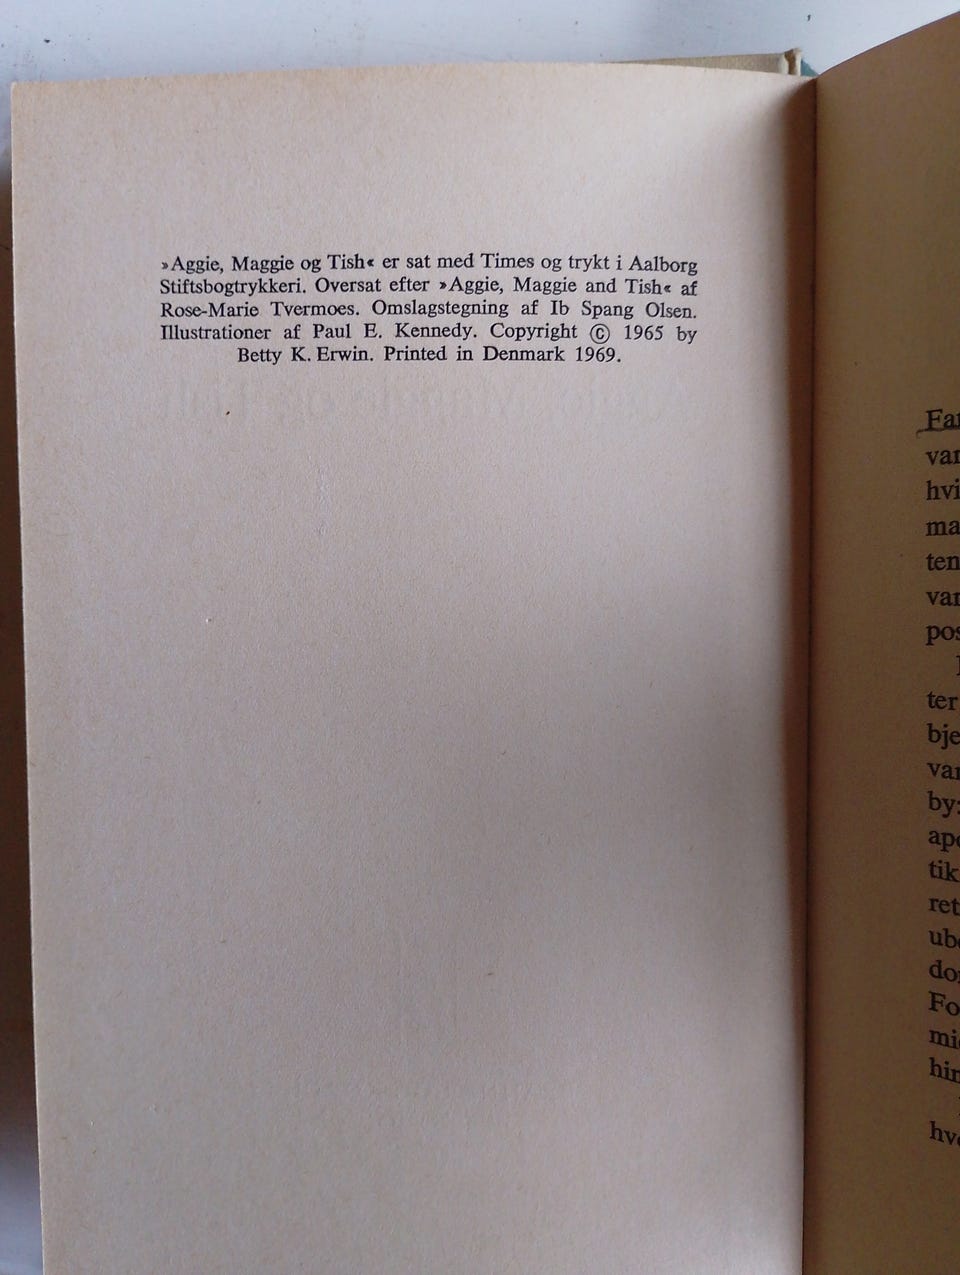 »Aggie, Maggie og Tish« er sat med Times og trykt i Aalborg
Stiftsbogtrykkeri. Oversat efter »Aggie, Maggie and Tish« af
Rose-Marie Tvermoes. Omslagstegning af Ib Spang Olsen.
Illustrationer af Paul E. Kennedy. Copyright © 1965 by
Betty K. Erwin. Printed in Denmark 1969.
ter
by: